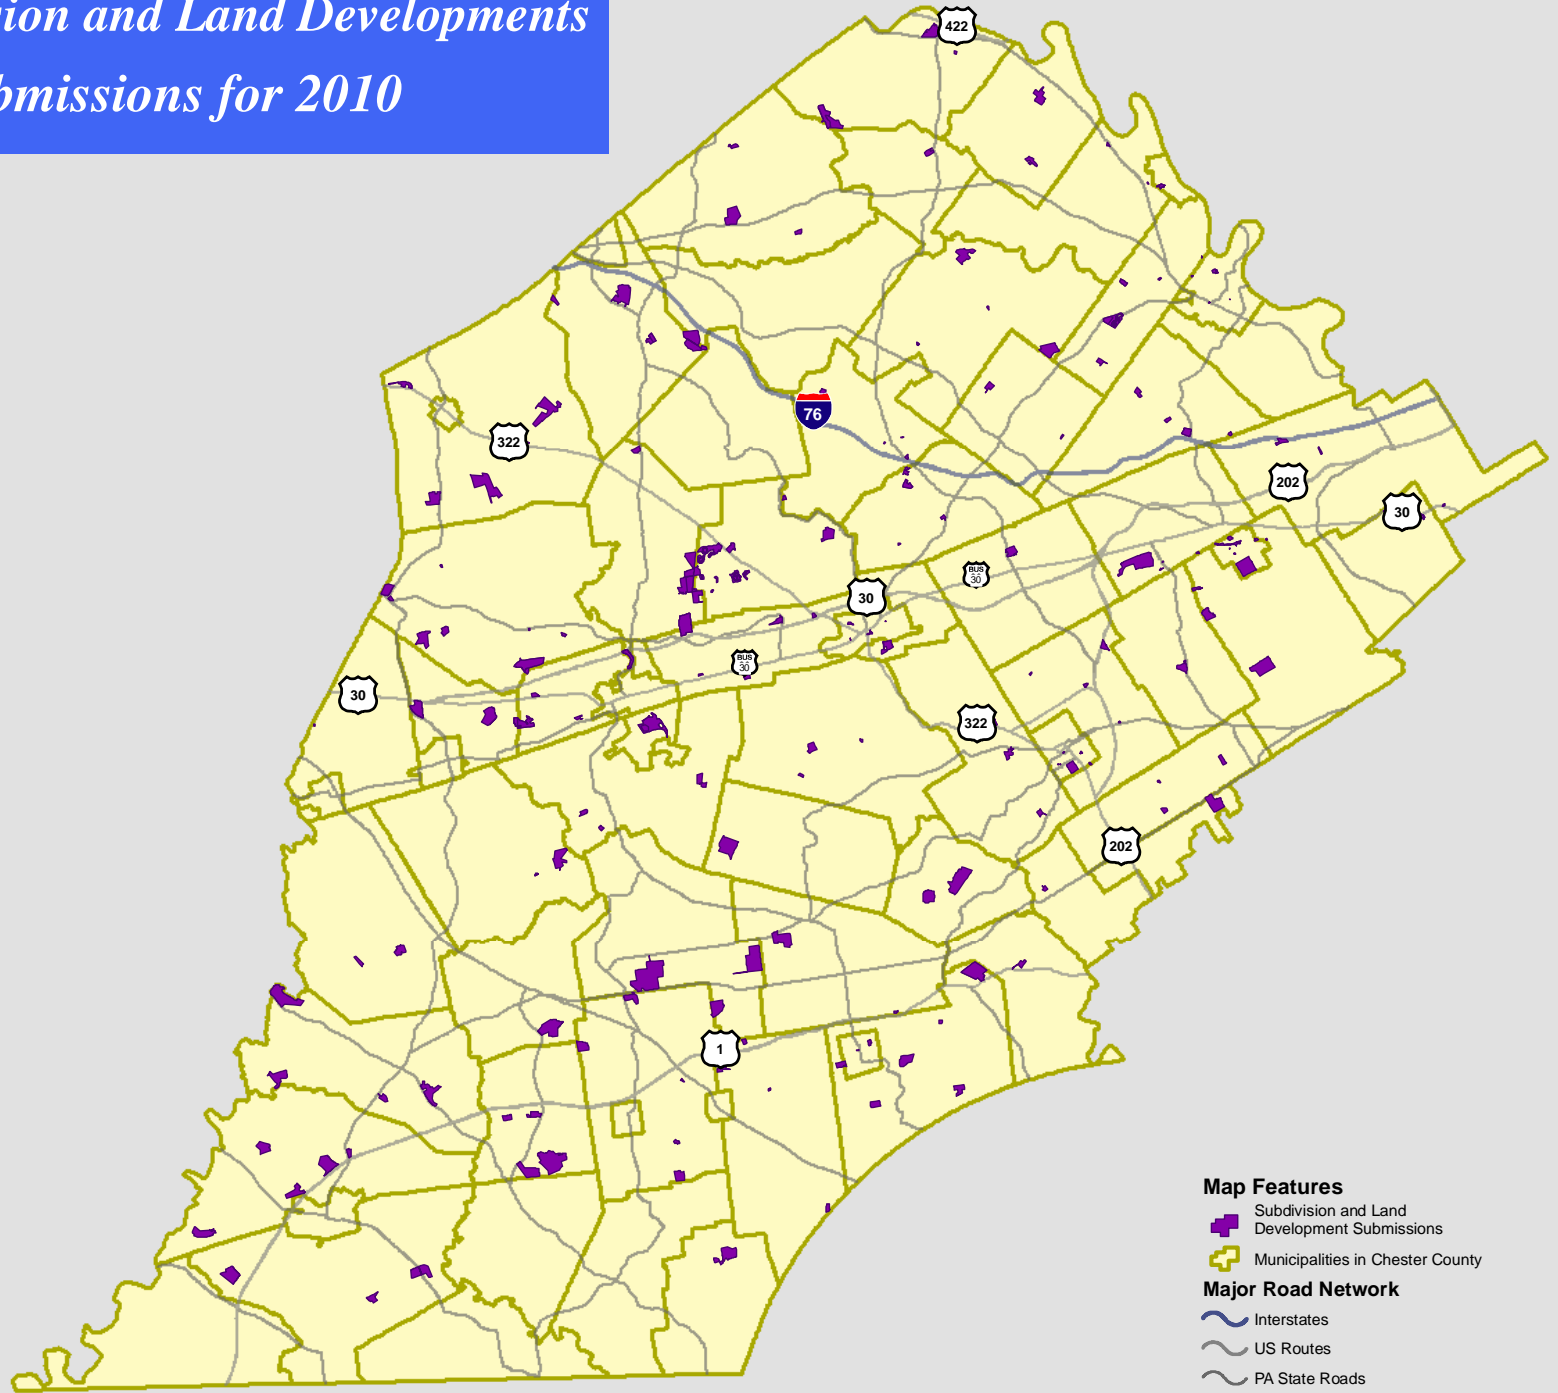 and Land Developments
for 2010
422
76
322
202
30
BUS
30
30
BUS
30
30
322
202
1
Map Features
Subdivision and Land
Development Submissions
Municipalities in Chester County
Major Road Network
Interstates
US Routes
PA State Roads